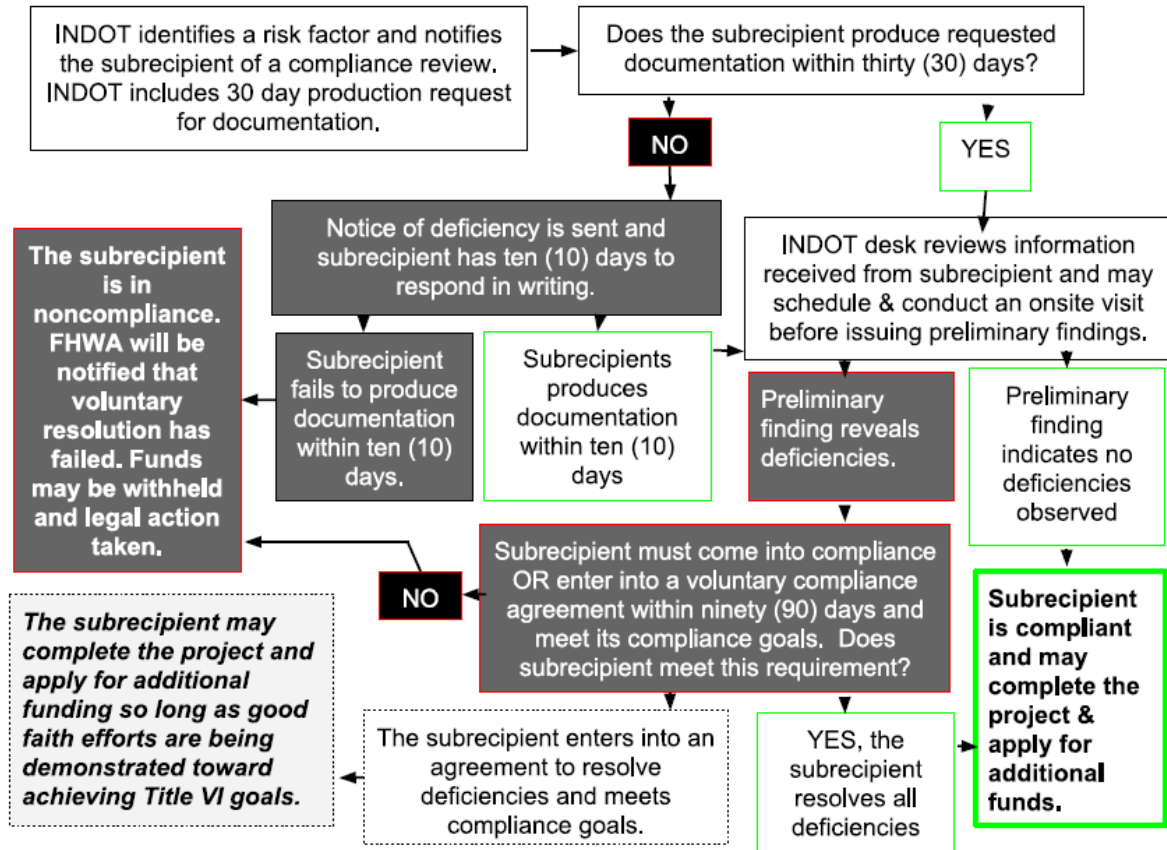 INDOT identifies a risk factor and notifies
the subrecipient of a compliance review.
INDOT includes 30 day production request
for documentation.
Does the subrecipient produce requested
documentation within thirty (30) days?
NO
YES
Notice of deficiency is sent and
subrecipient has ten (10) days to
respond in writing.
INDOT desk reviews information
received from subrecipient and may
schedule & conduct an onsite visit
before issuing preliminary findings.
The subrecipient
is in
noncompliance.
FHWA will be
notified that
voluntary
resolution has
failed. Funds
may be withheld
and legal action
taken.
Subrecipient
fails to produce
documentation
within ten (10)
days.
Subrecipients
produces
documentation
within ten (10)
days
Preliminary
finding reveals
deficiencies.
Preliminary
finding
indicates no
deficiencies
observed
Subrecipient must come into compliance
OR enter into a voluntary compliance
agreement within ninety (90) days and
meet its compliance goals. Does
subrecipient meet this requirement?
NO
Subrecipient
is compliant
and may
complete the
project &
apply for
additional
funds.
The subrecipient may
complete the project and
apply for additional
funding so long as good
faith efforts are being
demonstrated toward
achieving Title VI goals.
The subrecipient enters into an
agreement to resolve
deficiencies and meets
compliance goals.
YES, the
subrecipient
resolves all
deficiencies